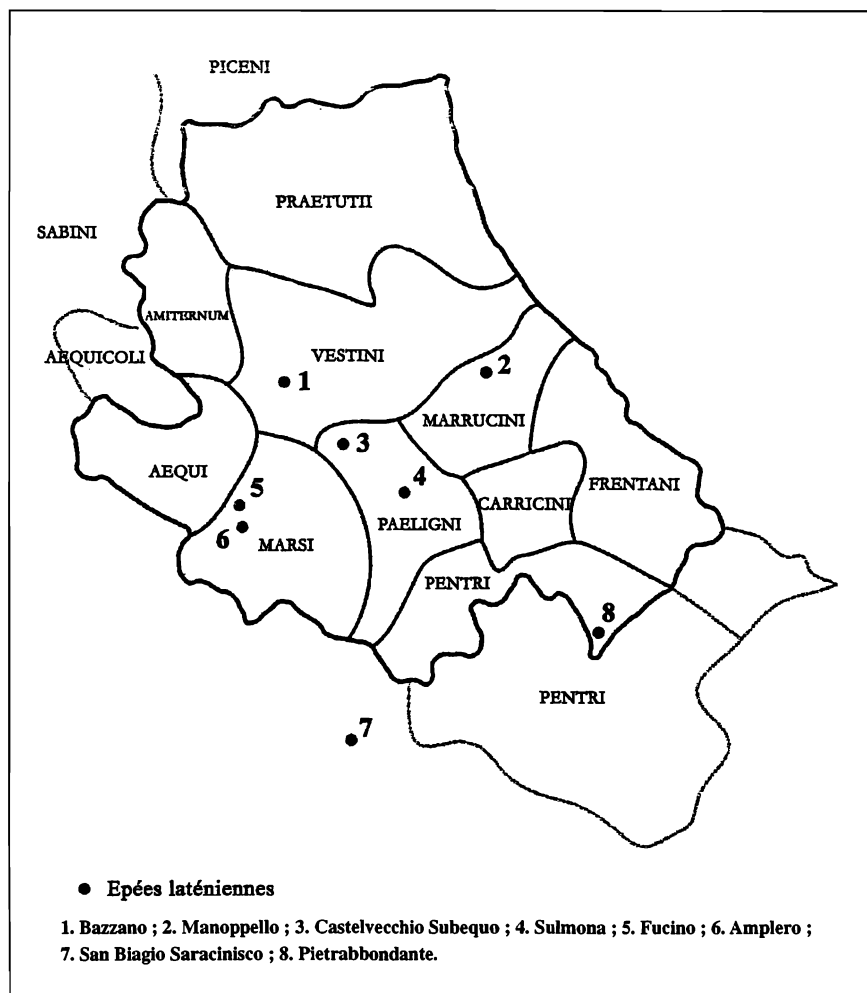 PICENI
PRAETUTII
SABINI
AMITERNUM
AEQUICOLI
VESTINI
1
2
MARRUCINI
3
AEQUI
4
5
CARRICINI
FRENTANI
PAELIGNI
6
MARSI
PENTRI
8
PENTRI
7
● Epées laténiennes
1. Bazzano ; 2. Manoppello ; 3. Castelvecchio Subequo ; 4. Sulmona ; 5. Fucino ; 6. Amplero ;
7. San Biagio Saracinisco ; 8. Pietrabbondante.